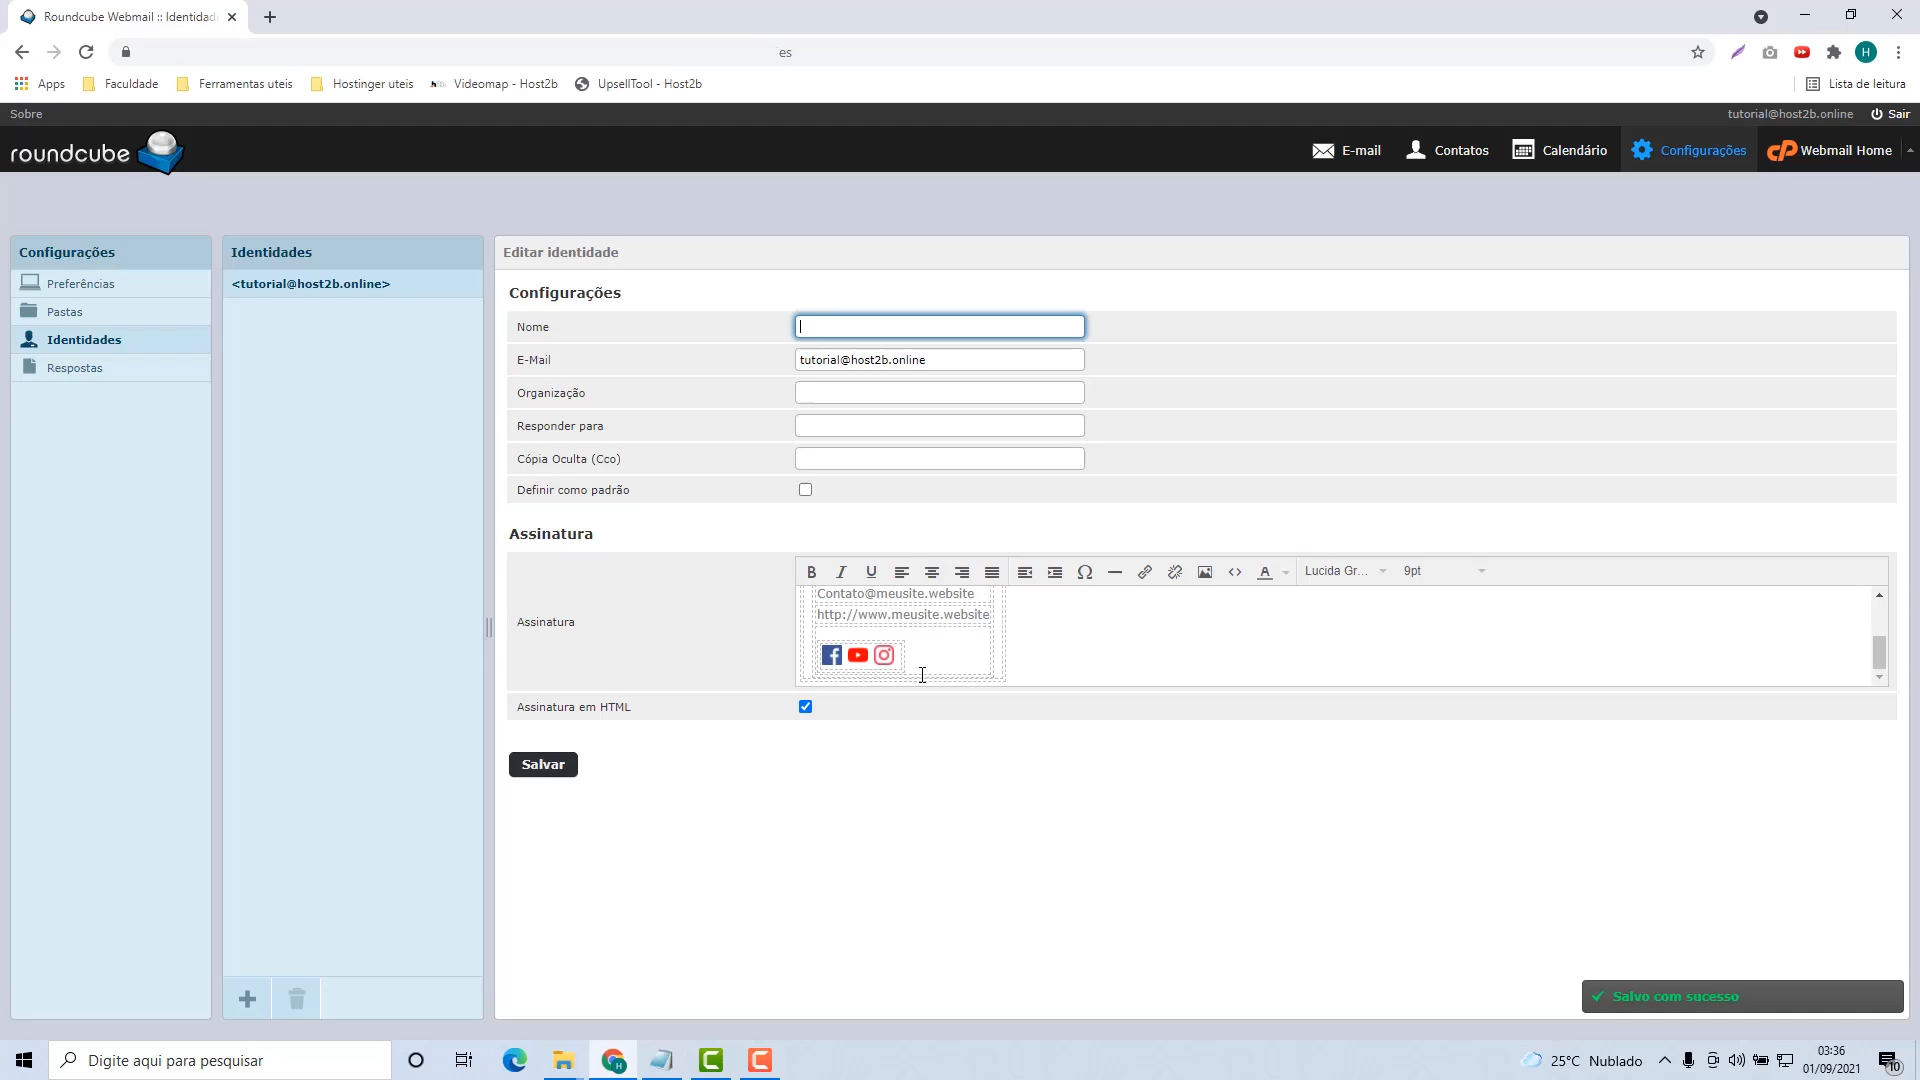 Roundcube Webmail :: Identidad
es
Apps
Faculdade
Ferramentas uteis
Hostinger uteis
Videomap - Host2b
UpsellTool - Host2b
Lista de leitura
H
Sobre
tutorial@host2b.online
Sair
roundcube
E-mail
Contatos
Calendário
Configurações
cP Webmail Home
Configurações
Preferências
Pastas
Identidades
Respostas
Identidades
<tutorial@host2b.online>
Editar identidade
Configurações
Nome
E-Mail
tutorial@host2b.online
Organização
Responder para
Cópia Oculta (Cco)
Definir como padrão
Assinatura
B I U Ω A Lucida Gr... 9pt
Assinatura
Contato@meusite.website
http://www.meusite.website
Assinatura em HTML
Salvar
Salvo com sucesso
Digite aqui para pesquisar
25°C Nublado
03:36
01/09/2021
10